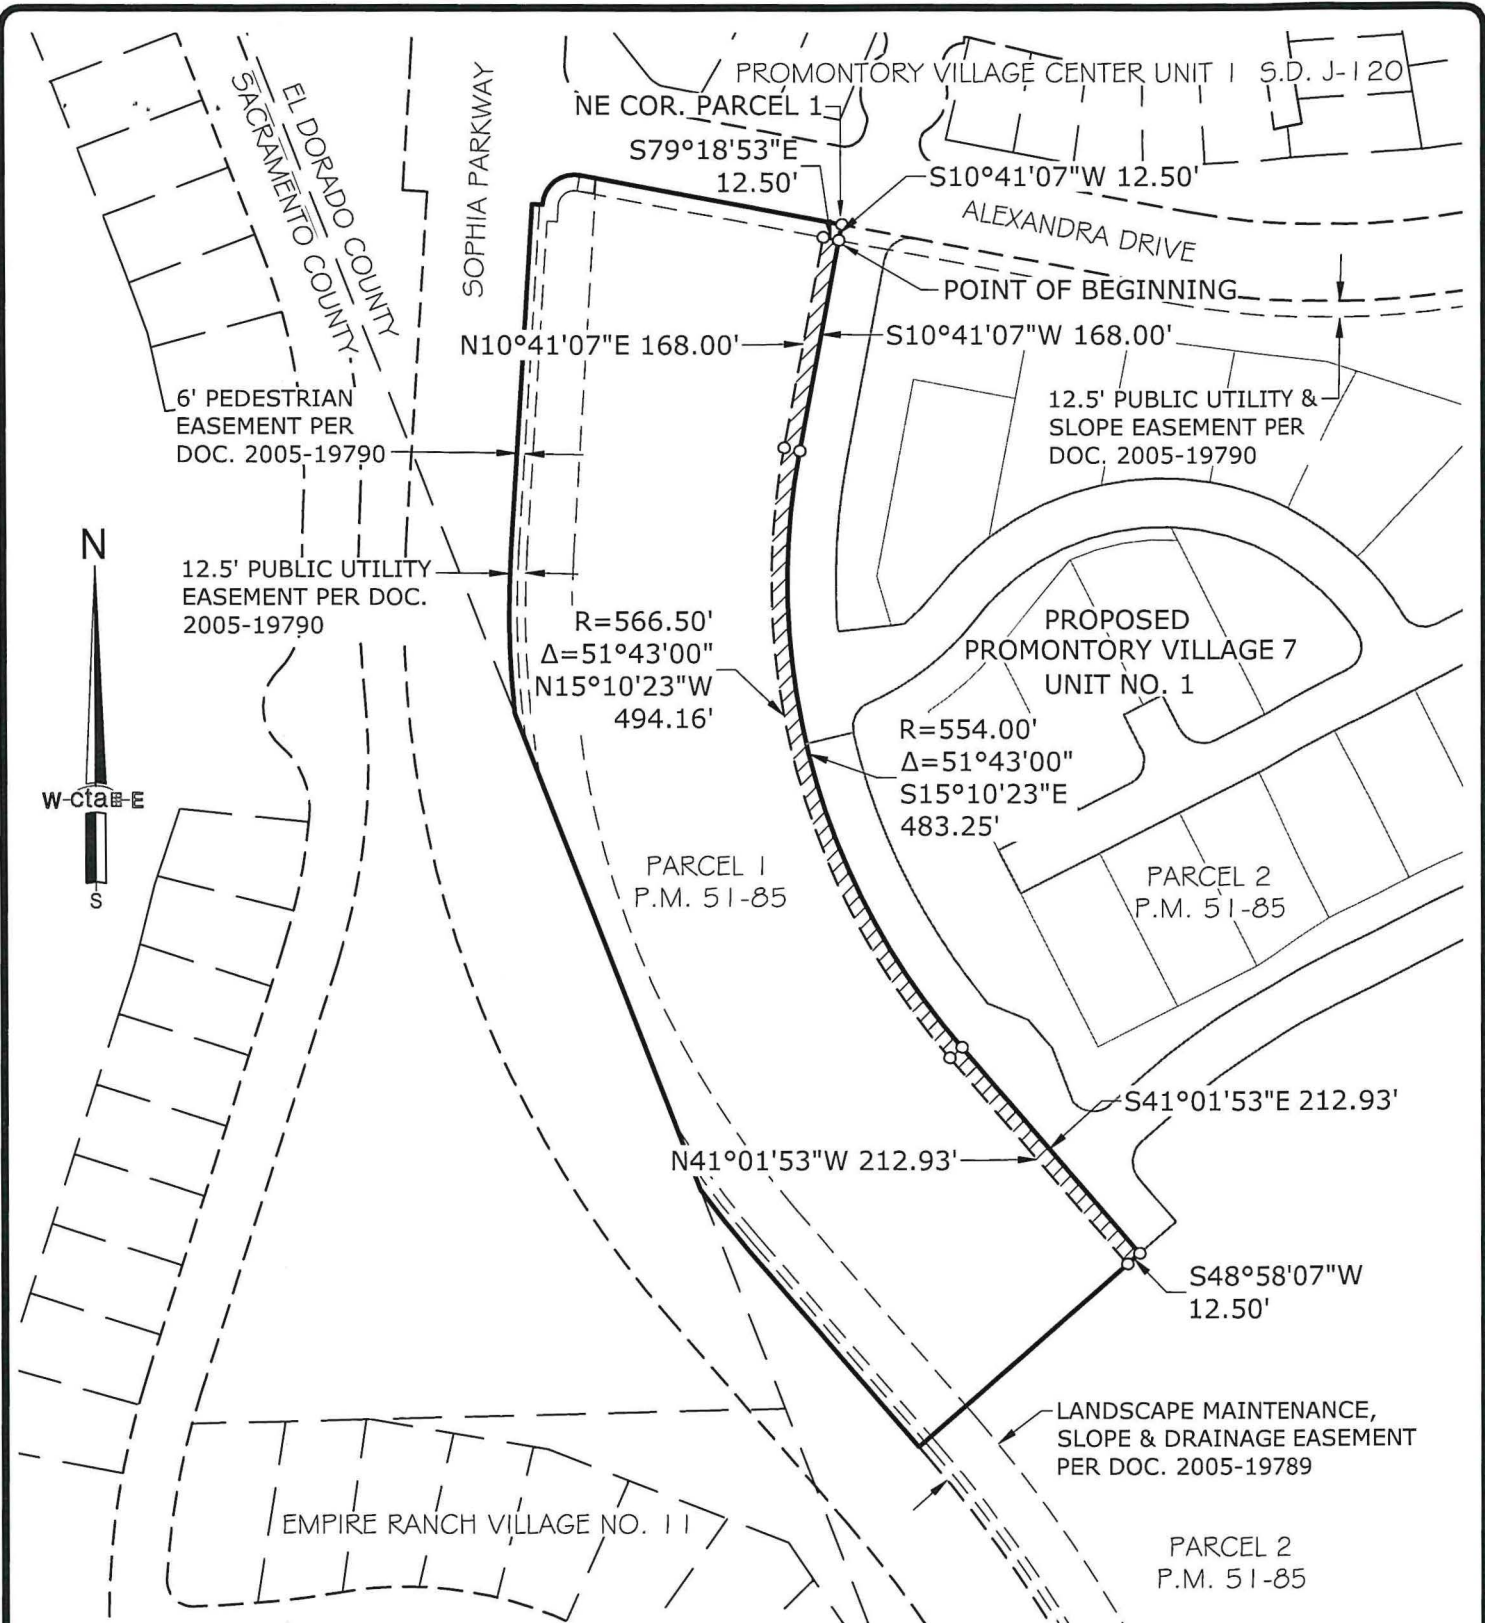 PROMONTORY VILLAGE CENTER UNIT 1 S.D. J-120
NE COR. PARCEL 1
S79°18'53"E
12.50'
S10°41'07"W 12.50'
ALEXANDRA DRIVE
EL DORADO COUNTY
SACRAMENTO COUNTY
SOPHIA PARKWAY
POINT OF BEGINNING
N10°41'07"E 168.00'
S10°41'07"W 168.00'
6' PEDESTRIAN
EASEMENT PER
DOC. 2005-19790
12.5' PUBLIC UTILITY &
SLOPE EASEMENT PER
DOC. 2005-19790
N
12.5' PUBLIC UTILITY
EASEMENT PER DOC.
2005-19790
R=566.50'
Δ=51°43'00"
N15°10'23"W
494.16'
PROPOSED
PROMONTORY VILLAGE 7
UNIT NO. 1
R=554.00'
Δ=51°43'00"
S15°10'23"E
483.25'
W-cta-E
S
PARCEL 1
P.M. 51-85
PARCEL 2
P.M. 51-85
S41°01'53"E 212.93'
N41°01'53"W 212.93'
S48°58'07"W
12.50'
LANDSCAPE MAINTENANCE,
SLOPE & DRAINAGE EASEMENT
PER DOC. 2005-19789
EMPIRE RANCH VILLAGE NO. 11
PARCEL 2
P.M. 51-85